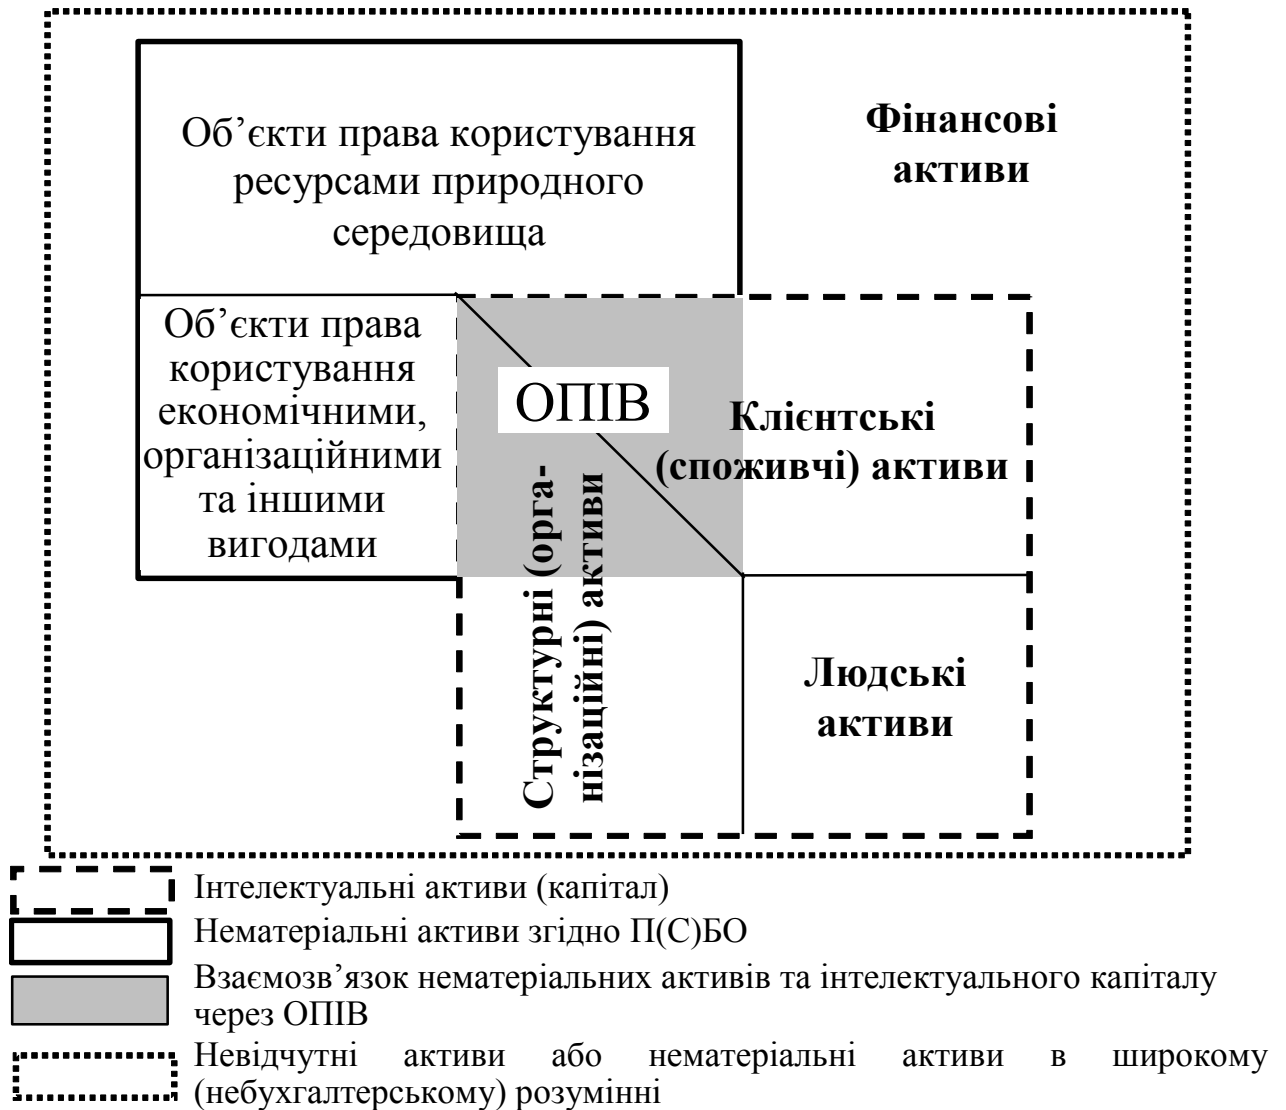 Об’єкти права користування
ресурсами природного
середовища
Фінансові
активи
Об’єкти права
користування
економічними,
організаційними
та іншими
вигодами
ОПІВ
Клієнтські
(споживчі) активи
Структурні (орга-
нізаційні) активи
Людські
активи
Інтелектуальні активи (капітал)
Нематеріальні активи згідно П(С)БО
Взаємозв’язок нематеріальних активів та інтелектуального капіталу
через ОПІВ
Невідчутні активи або нематеріальні активи в широкому
(небухгалтерському) розумінні